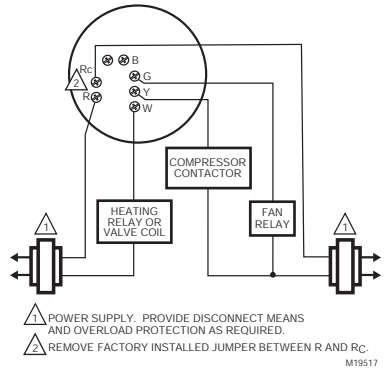 B
Rc
G
2
R
Y
W
COMPRESSOR
CONTACTOR
1
HEATING
RELAY OR
VALVE COIL
FAN
RELAY
1
1 POWER SUPPLY. PROVIDE DISCONNECT MEANS
AND OVERLOAD PROTECTION AS REQUIRED.
2 REMOVE FACTORY INSTALLED JUMPER BETWEEN R AND RC.
M19517